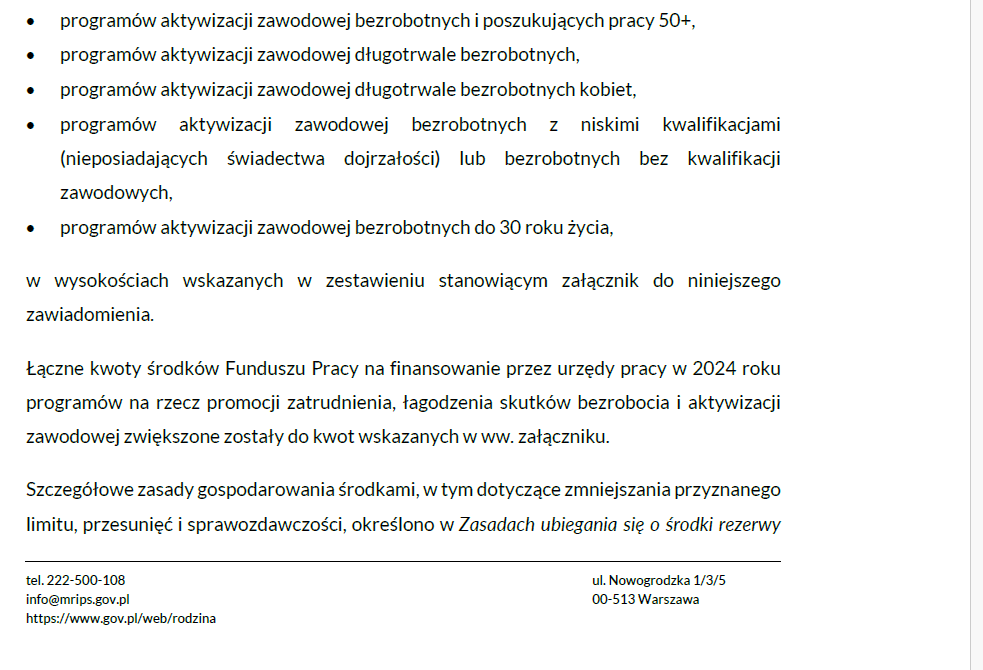 • programów aktywizacji zawodowej bezrobotnych i poszukujących pracy 50+,
• programów aktywizacji zawodowej długotrwale bezrobotnych,
• programów aktywizacji zawodowej długotrwale bezrobotnych kobiet,
• programów aktywizacji zawodowej bezrobotnych z niskimi kwalifikacjami
(nieposiadających świadectwa dojrzałości) lub bezrobotnych bez kwalifikacji
zawodowych,
• programów aktywizacji zawodowej bezrobotnych do 30 roku życia,
w wysokościach wskazanych w zestawieniu stanowiącym załącznik do niniejszego
zawiadomienia.
Łączne kwoty środków Funduszu Pracy na finansowanie przez urzędy pracy w 2024 roku
programów na rzecz promocji zatrudnienia, łagodzenia skutków bezrobocia i aktywizacji
zawodowej zwiększone zostały do kwot wskazanych w ww. załączniku.
Szczegółowe zasady gospodarowania środkami, w tym dotyczące zmniejszania przyznanego
limitu, przesunięć i sprawozdawczości, określono w Zasadach ubiegania się o środki rezerwy
tel. 222-500-108
info@mrips.gov.pl
https://www.gov.pl/web/rodzina
ul. Nowogrodzka 1/3/5
00-513 Warszawa